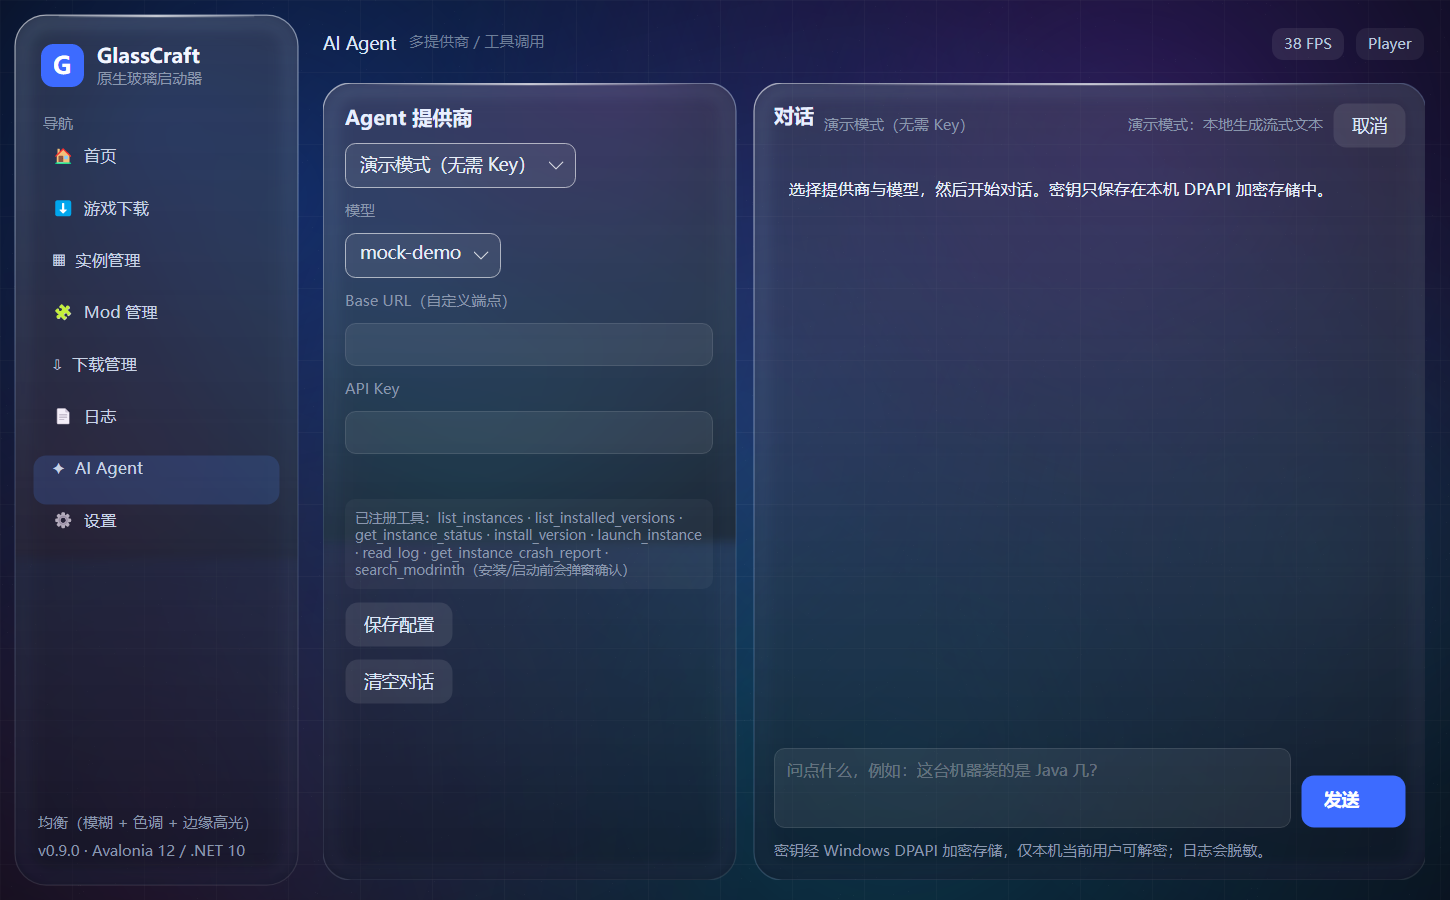 G
GlassCraft
原生玻璃启动器
导航
首页
游戏下载
实例管理
Mod 管理
下载管理
日志
AI Agent
设置
均衡（模糊 + 色调 + 边缘高光）
v0.9.0 · Avalonia 12 / .NET 10
AI Agent 多提供商 / 工具调用
38 FPS
Player
Agent 提供商
演示模式（无需 Key）
模型
mock-demo
Base URL（自定义端点）
API Key
已注册工具：list_instances · list_installed_versions ·
get_instance_status · install_version · launch_instance
· read_log · get_instance_crash_report ·
search_modrinth（安装/启动前会弹窗确认）
保存配置
清空对话
对话 演示模式（无需 Key）
演示模式：本地生成流式文本
取消
选择提供商与模型，然后开始对话。密钥只保存在本机 DPAPI 加密存储中。
问点什么，例如：这台机器装的是 Java 几？
发送
密钥经 Windows DPAPI 加密存储，仅本机当前用户可解密；日志会脱敏。